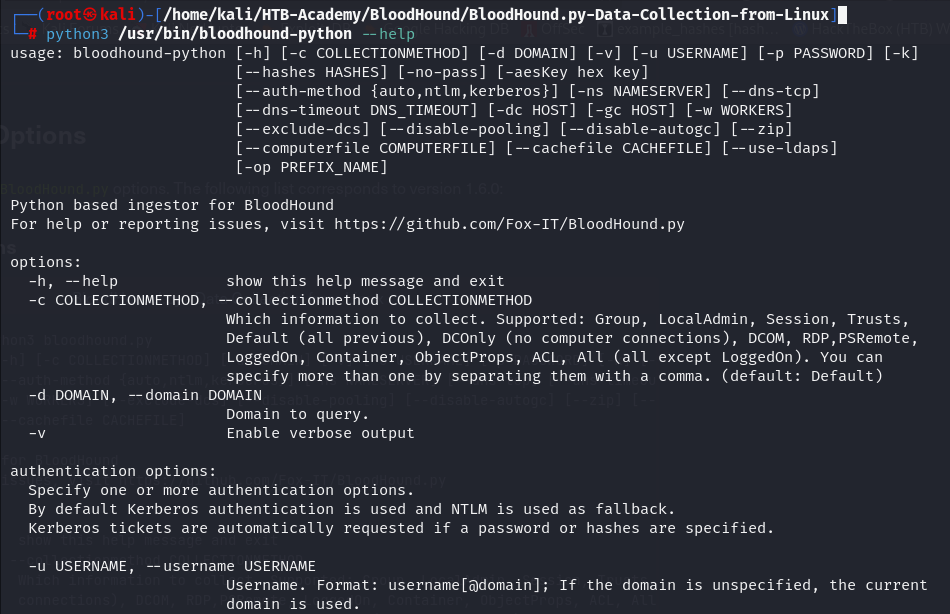 ┌──(root㉿kali)-[/home/kali/HTB-Academy/BloodHound/BloodHound.py-Data-Collection-from-Linux]
└─# python3 /usr/bin/bloodhound-python --help
usage: bloodhound-python [-h] [-c COLLECTIONMETHOD] [-d DOMAIN] [-v] [-u USERNAME] [-p PASSWORD] [-k]
                         [--hashes HASHES] [-no-pass] [-aesKey hex key]
                         [--auth-method {auto,ntlm,kerberos}] [-ns NAMESERVER] [--dns-tcp]
                         [--dns-timeout DNS_TIMEOUT] [-dc HOST] [-gc HOST] [-w WORKERS]
                         [--exclude-dcs] [--disable-pooling] [--disable-autogc] [--zip]
                         [--computerfile COMPUTERFILE] [--cachefile CACHEFILE] [--use-ldaps]
                         [-op PREFIX_NAME]
Python based ingestor for BloodHound
For help or reporting issues, visit https://github.com/Fox-IT/BloodHound.py
options:
  -h, --help            show this help message and exit
  -c COLLECTIONMETHOD, --collectionmethod COLLECTIONMETHOD
                        Which information to collect. Supported: Group, LocalAdmin, Session, Trusts,
                        Default (all previous), DCOnly (no computer connections), DCOM, RDP,PSRemote,
                        LoggedOn, Container, ObjectProps, ACL, All (all except LoggedOn). You can
                        specify more than one by separating them with a comma. (default: Default)
  -d DOMAIN, --domain DOMAIN
                        Domain to query.
  -v                    Enable verbose output
authentication options:
  Specify one or more authentication options.
  By default Kerberos authentication is used and NTLM is used as fallback.
  Kerberos tickets are automatically requested if a password or hashes are specified.
  -u USERNAME, --username USERNAME
                        Username. Format: username[@domain]; If the domain is unspecified, the current
                        domain is used.